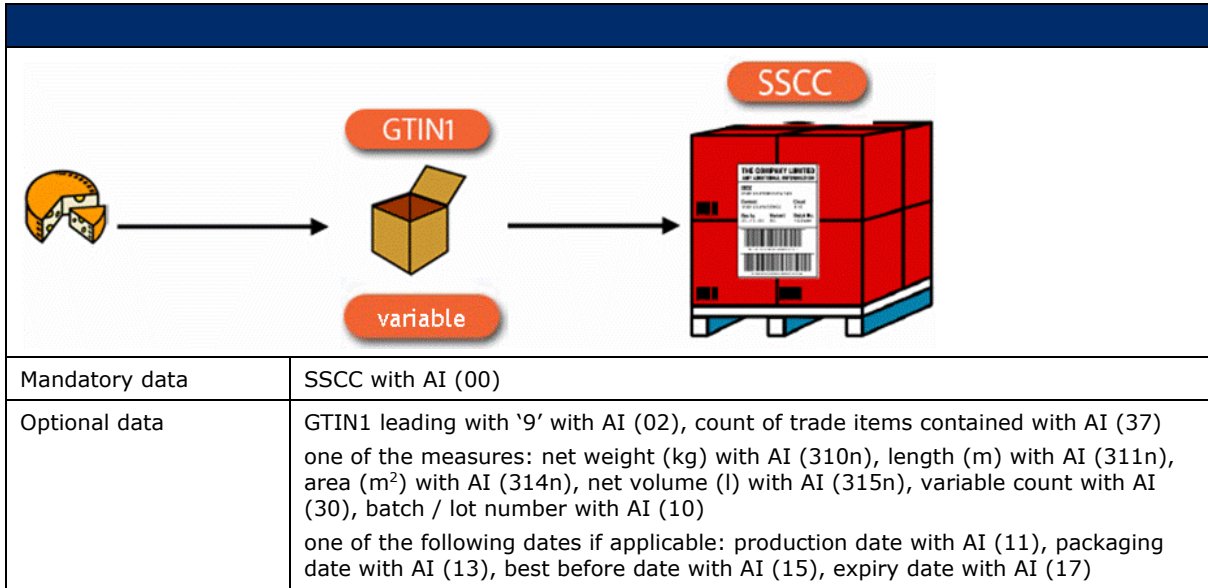 SSCC
GTIN1
variable
THE COMPANY LIMITED
Mandatory data
SSCC with AI (00)
Optional data
GTIN1 leading with ‘9’ with AI (02), count of trade items contained with AI (37)
one of the measures: net weight (kg) with AI (310n), length (m) with AI (311n),
area (m²) with AI (314n), net volume (l) with AI (315n), variable count with AI
(30), batch / lot number with AI (10)
one of the following dates if applicable: production date with AI (11), packaging
date with AI (13), best before date with AI (15), expiry date with AI (17)